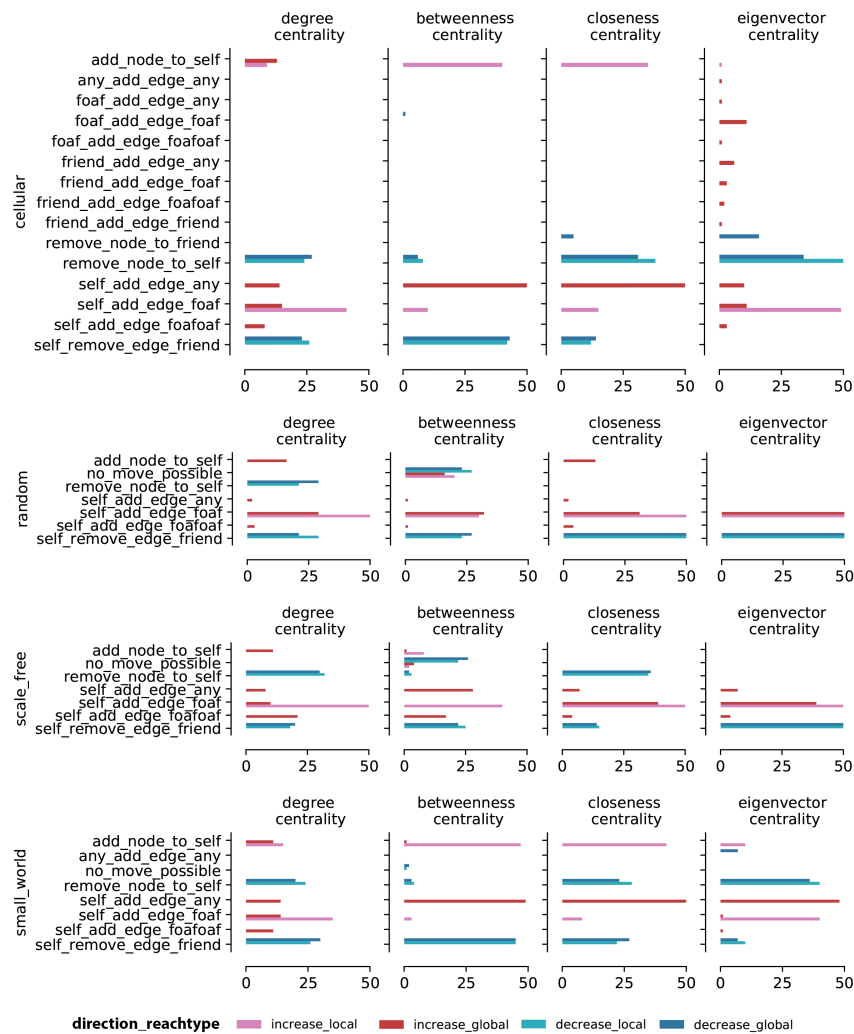 degree centrality
betweenness centrality
closeness centrality
eigenvector centrality
cellular
add_node_to_self
any_add_edge_any
foaf_add_edge_any
foaf_add_edge_foaf
foaf_add_edge_foafoaf
friend_add_edge_any
friend_add_edge_foaf
friend_add_edge_foafoaf
friend_add_edge_friend
remove_node_to_friend
remove_node_to_self
self_add_edge_any
self_add_edge_foaf
self_add_edge_foafoaf
self_remove_edge_friend
0 25 50 0 25 50 0 25 50 0 25 50
degree centrality
betweenness centrality
closeness centrality
eigenvector centrality
random
add_node_to_self
no_move_possible
remove_node_to_self
self_add_edge_any
self_add_edge_foaf
self_add_edge_foafoaf
self_remove_edge_friend
0 25 50 0 25 50 0 25 50 0 25 50
degree centrality
betweenness centrality
closeness centrality
eigenvector centrality
scale_free
add_node_to_self
no_move_possible
remove_node_to_self
self_add_edge_any
self_add_edge_foaf
self_add_edge_foafoaf
self_remove_edge_friend
0 25 50 0 25 50 0 25 50 0 25 50
degree centrality
betweenness centrality
closeness centrality
eigenvector centrality
small_world
add_node_to_self
any_add_edge_any
no_move_possible
remove_node_to_self
self_add_edge_any
self_add_edge_foaf
self_add_edge_foafoaf
self_remove_edge_friend
0 25 50 0 25 50 0 25 50 0 25 50
direction_reachtype increase_local increase_global decrease_local decrease_global